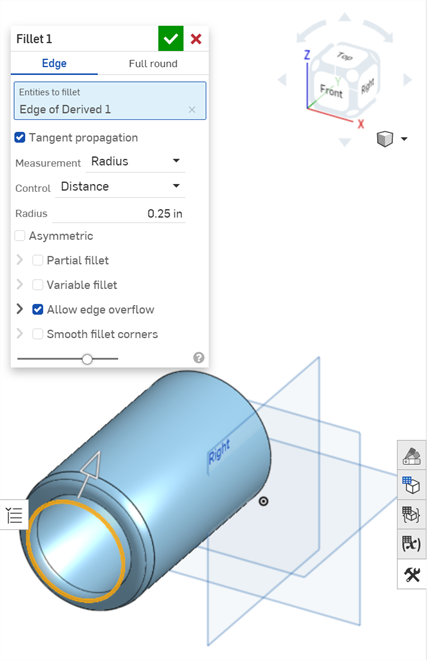 Fillet 1
Edge
Full round
Entities to fillet
Edge of Derived 1
Tangent propagation
Measurement Radius
Control Distance
Radius 0.25 in
Asymmetric
Partial fillet
Variable fillet
Allow edge overflow
Smooth fillet corners
Z
Top
Y
Front
Right
X
Right